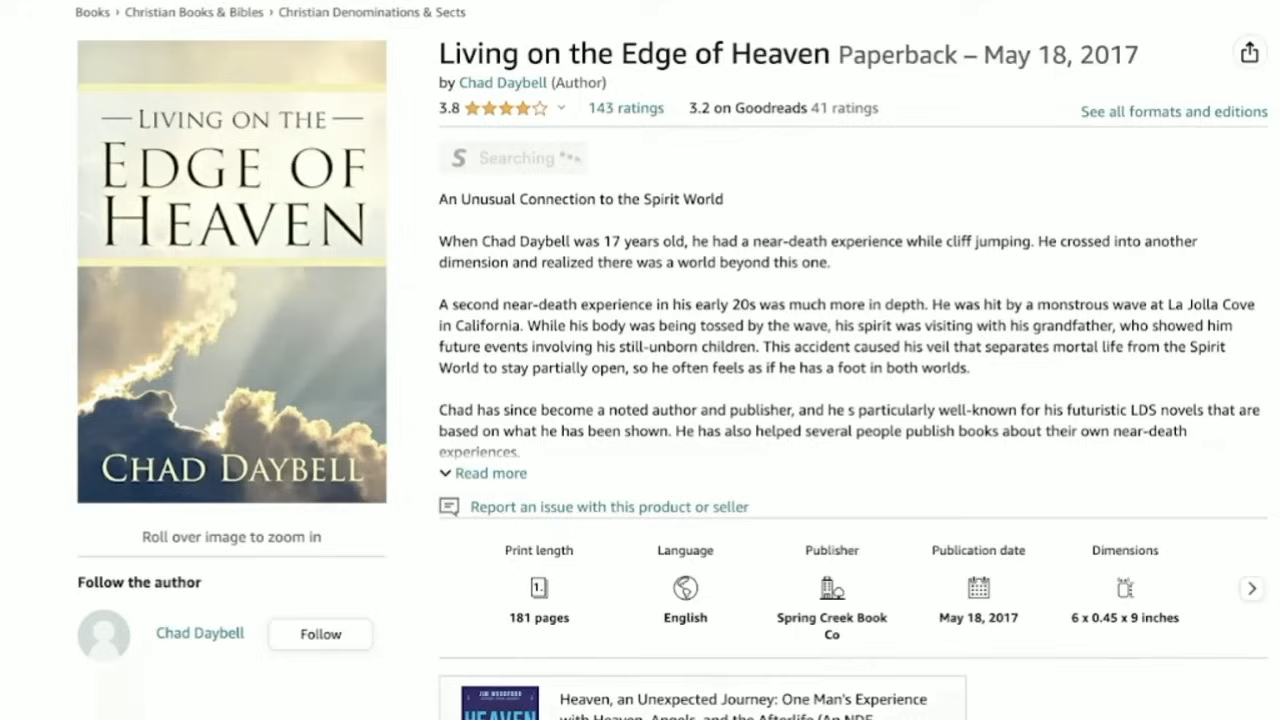 Books › Christian Books & Bibles › Christian Denominations & Sects
LIVING ON THE
EDGE OF
HEAVEN
CHAD DAYBELL
Roll over image to zoom in
Follow the author
Chad Daybell
Follow
Living on the Edge of Heaven Paperback – May 18, 2017
by Chad Daybell (Author)
3.8 143 ratings 3.2 on Goodreads 41 ratings
See all formats and editions
S Searching
An Unusual Connection to the Spirit World
When Chad Daybell was 17 years old, he had a near-death experience while cliff jumping. He crossed into another
dimension and realized there was a world beyond this one.
A second near-death experience in his early 20s was much more in depth. He was hit by a monstrous wave at La Jolla Cove
in California. While his body was being tossed by the wave, his spirit was visiting with his grandfather, who showed him
future events involving his still-unborn children. This accident caused his veil that separates mortal life from the Spirit
World to stay partially open, so he often feels as if he has a foot in both worlds.
Chad has since become a noted author and publisher, and he s particularly well-known for his futuristic LDS novels that are
based on what he has been shown. He has also helped several people publish books about their own near-death
experiences.
Read more
Report an issue with this product or seller
Print length Language Publisher Publication date Dimensions
1.
181 pages English Spring Creek Book May 18, 2017 6 x 0.45 x 9 inches
Co
JIM WOODFORD
HEAVEN
Heaven, an Unexpected Journey: One Man's Experience
with Heaven, Angels, and the Afterlife (An NDE